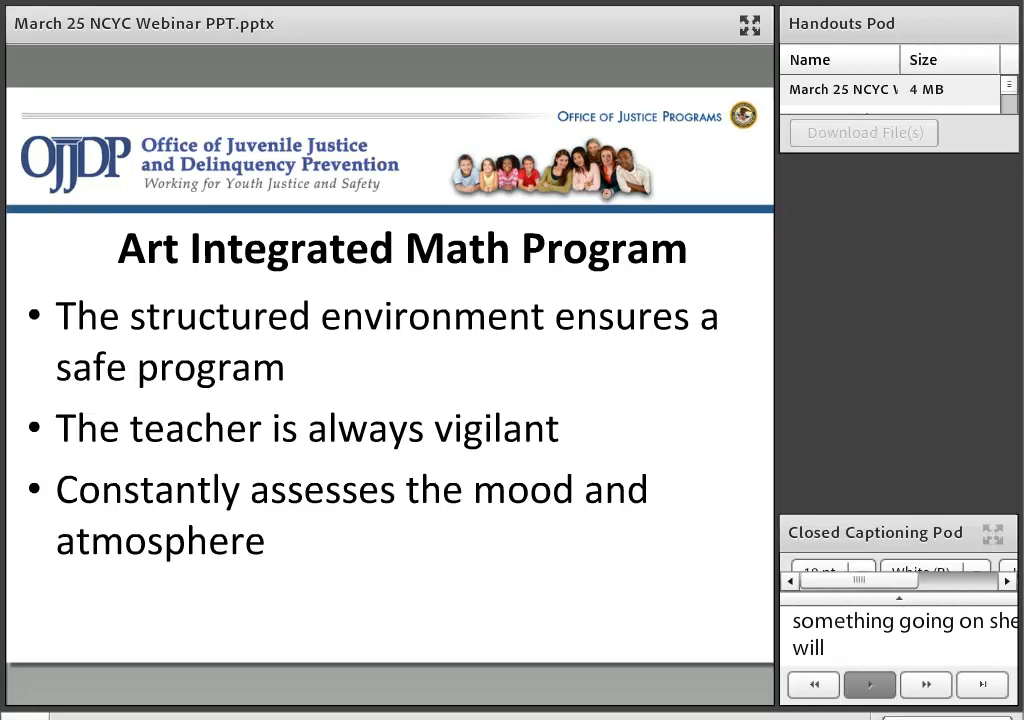 March 25 NCYC Webinar PPT.pptx
Handouts Pod
Name Size
March 25 NCYC 4 MB
Download File(s)
OFFICE OF JUSTICE PROGRAMS
OJJDP
Office of Juvenile Justice
and Delinquency Prevention
Working for Youth Justice and Safety
Art Integrated Math Program
• The structured environment ensures a
safe program
• The teacher is always vigilant
• Constantly assesses the mood and
atmosphere
Closed Captioning Pod
something going on she
will